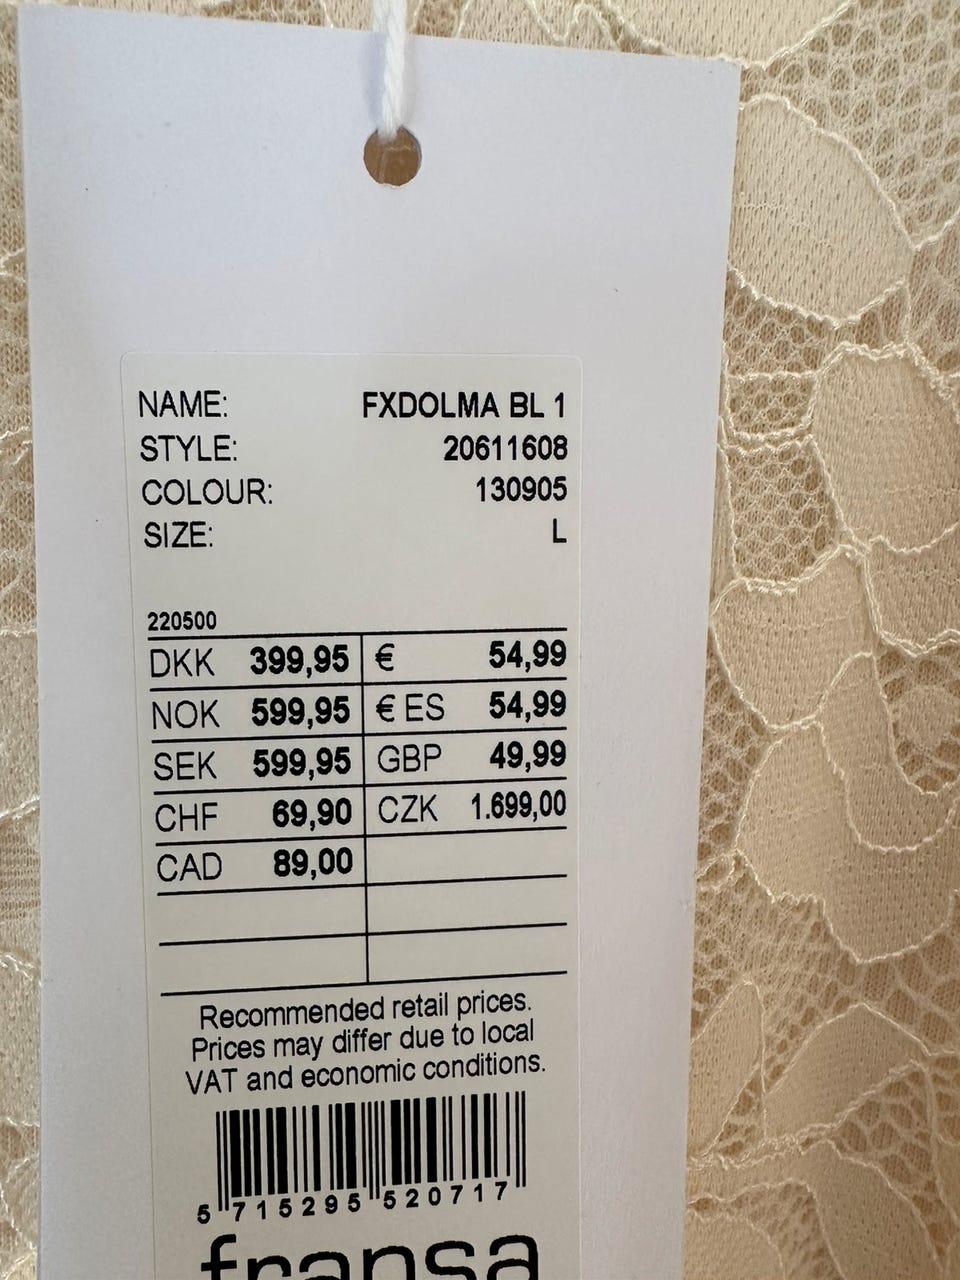 NAME: FXDOLMA BL 1
STYLE: 20611608
COLOUR: 130905
SIZE: L
220500
DKK 399,95 € 54,99
NOK 599,95 € ES 54,99
SEK 599,95 GBP 49,99
CHF 69,90 CZK 1.699,00
CAD 89,00
Recommended retail prices.
Prices may differ due to local
VAT and economic conditions.
5 715295 520717
fransa